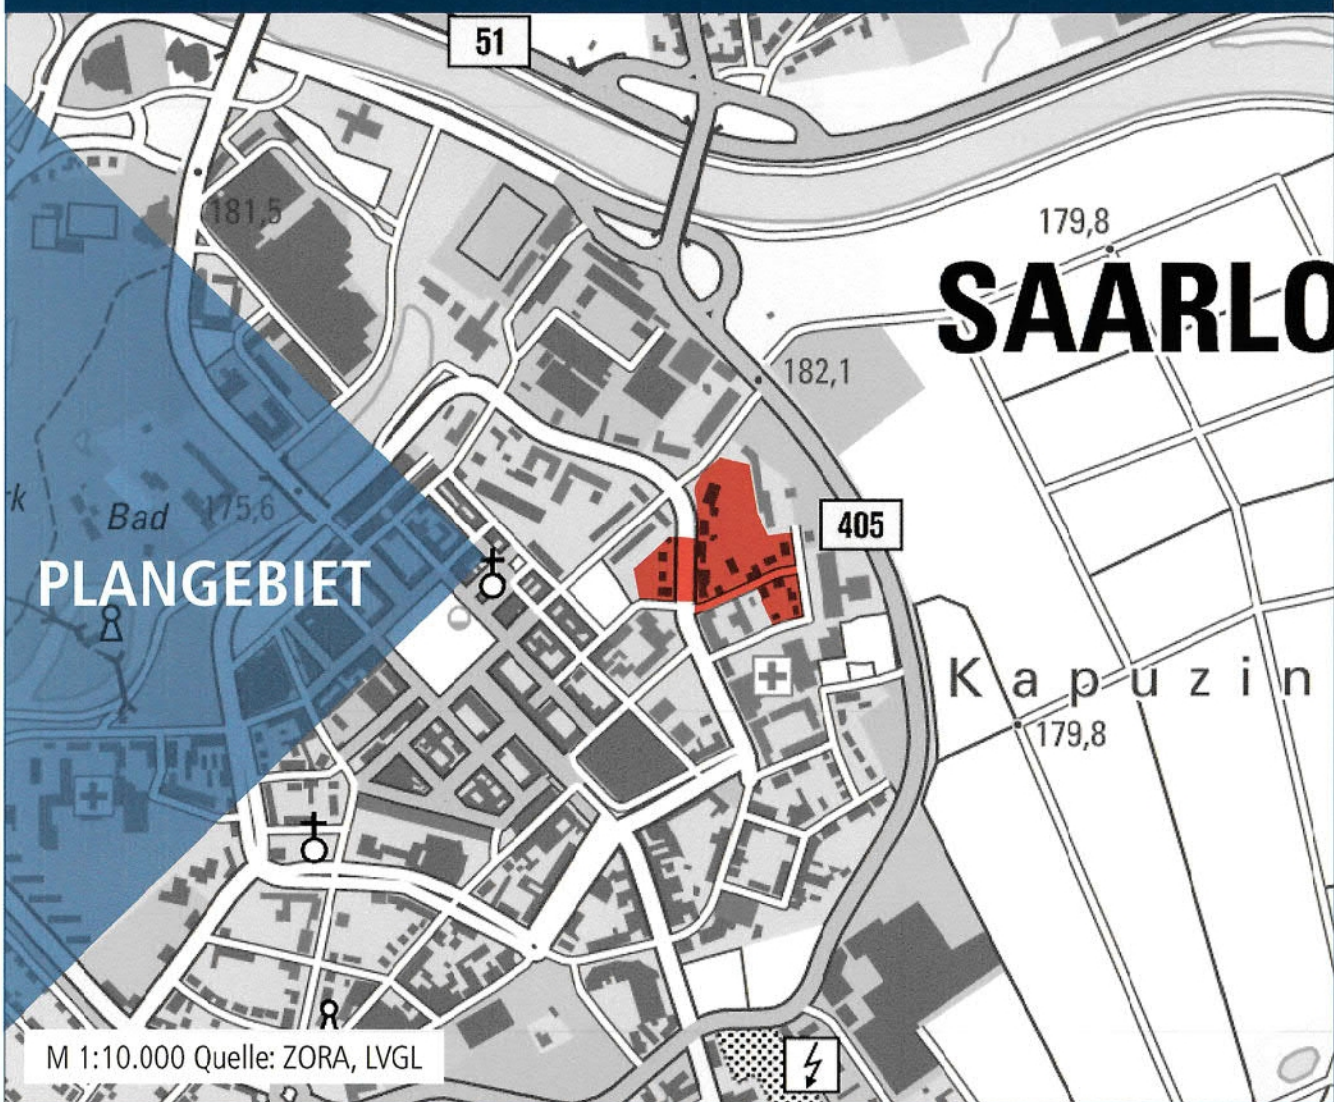 51
181,5
179,8
SAARLO
182,1
rk
Bad
175,6
405
PLANGEBIET
Kapuzin
179,8
M 1:10.000 Quelle: ZORA, LVGL